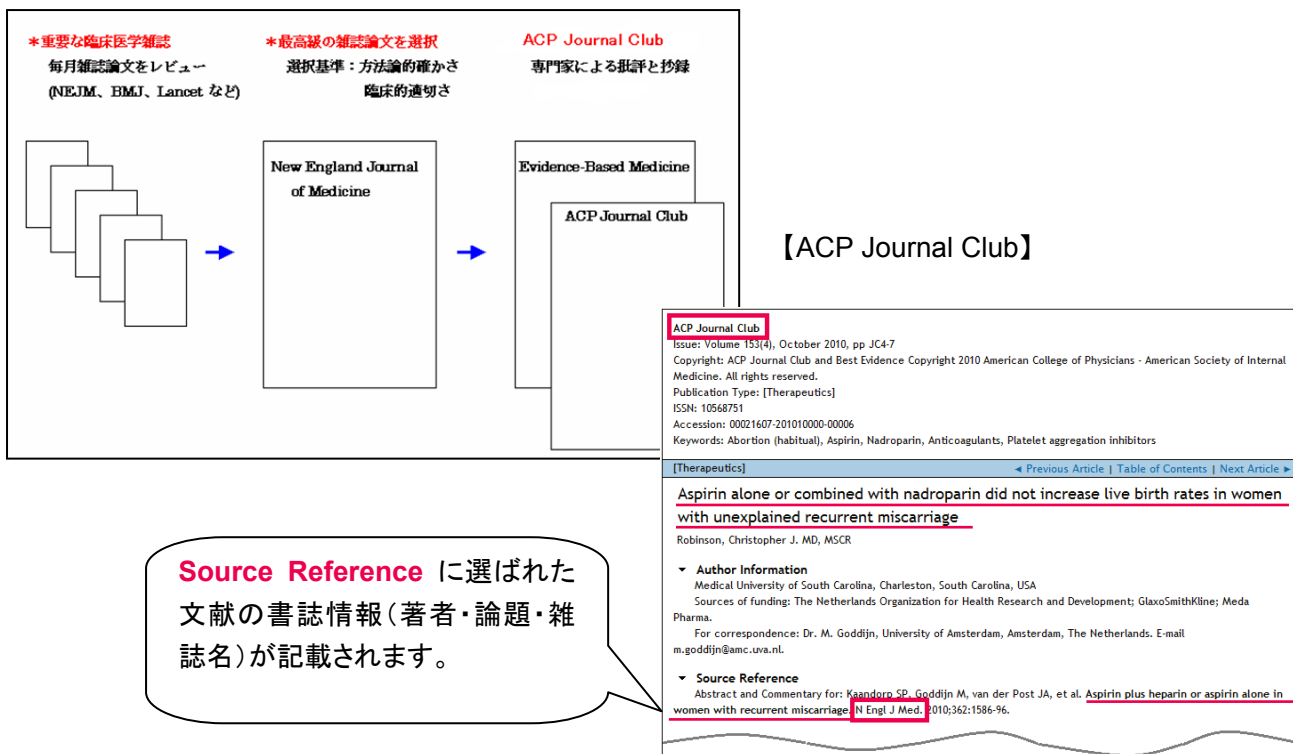 *重要な臨床医学雑誌
毎月雑誌論文をレビュー
(NEJM、BMJ、Lancet など)
*最高級の雑誌論文を選択
選択基準：方法論的確かさ
臨床的適切さ
ACP Journal Club
専門家による批評と抄録
New England Journal
of Medicine
Evidence-Based Medicine
ACP Journal Club
【ACP Journal Club】
ACP Journal Club
Issue: Volume 153(4), October 2010, pp JC4-7
Copyright: ACP Journal Club and Best Evidence Copyright 2010 American College of Physicians - American Society of Internal
Medicine. All rights reserved.
Publication Type: [Therapeutics]
ISSN: 10568751
Accession: 00021607-201010000-00006
Keywords: Abortion (habitual), Aspirin, Nadroparin, Anticoagulants, Platelet aggregation inhibitors
[Therapeutics] ◄ Previous Article | Table of Contents | Next Article ►
Aspirin alone or combined with nadroparin did not increase live birth rates in women
with unexplained recurrent miscarriage
Robinson, Christopher J. MD, MSCR
▼ Author Information
Medical University of South Carolina, Charleston, South Carolina, USA
Sources of funding: The Netherlands Organization for Health Research and Development; GlaxoSmithKline; Meda
Pharma.
For correspondence: Dr. M. Goddijn, University of Amsterdam, Amsterdam, The Netherlands. E-mail
m.goddijn@amc.uva.nl.
▼ Source Reference
Abstract and Commentary for: Kaandorp SP, Goddijn M, van der Post JA, et al. Aspirin plus heparin or aspirin alone in
women with recurrent miscarriage. N Engl J Med. 2010;362:1586-96.
Source Reference に選ばれた
文献の書誌情報（著者・論題・雑
誌名）が記載されます。